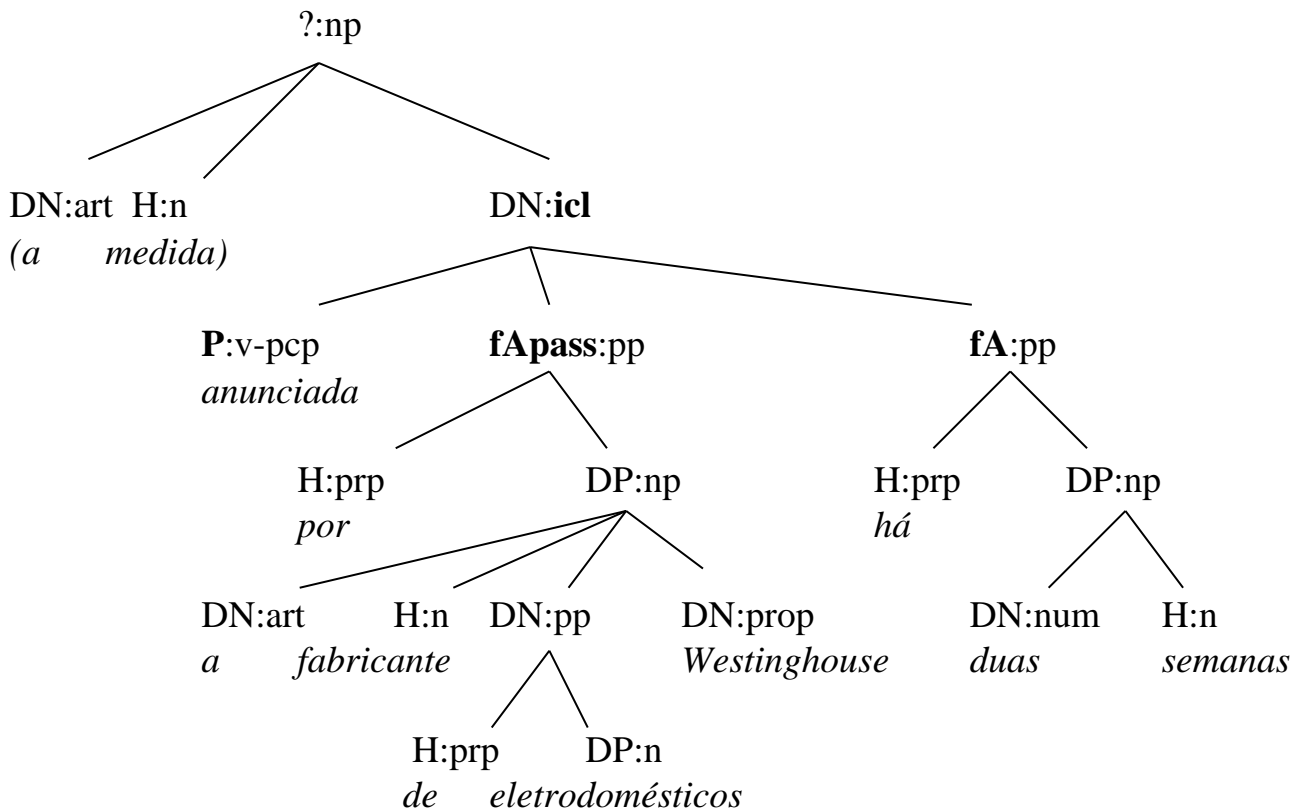 ?:np
DN:art H:n DN:icl
(a medida)
P:v-pcp fApass:pp fA:pp
anunciada
H:prp DP:np H:prp DP:np
por há
DN:art H:n DN:pp DN:prop DN:num H:n
a fabricante Westinghouse duas semanas
H:prp DP:n
de eletrodomésticos